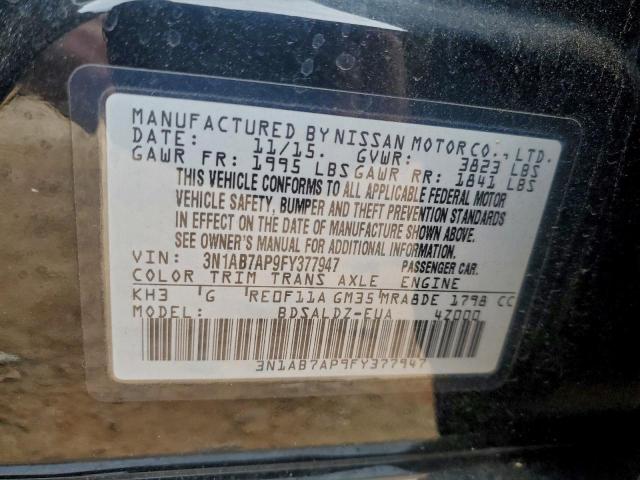 MANUFACTURED BY NISSAN MOTOR CO., LTD.
DATE: 11/15. GVWR: 3823 LBS
GAWR FR: 1995 LBS GAWR RR: 1841 LBS
THIS VEHICLE CONFORMS TO ALL APPLICABLE FEDERAL MOTOR
VEHICLE SAFETY, BUMPER AND THEFT PREVENTION STANDARDS
IN EFFECT ON THE DATE OF MANUFACTURE SHOWN ABOVE.
SEE OWNER'S MANUAL FOR ADDITIONAL INFORMATION.
VIN: 3N1AB7AP9FY377947 PASSENGER CAR.
COLOR TRIM TRANS AXLE ENGINE
KH3 G RE0F11A GM35 MRA8DE 1798 CC
MODEL: BDSALDZ-EUA 4Z000
3N1AB7AP9FY377947